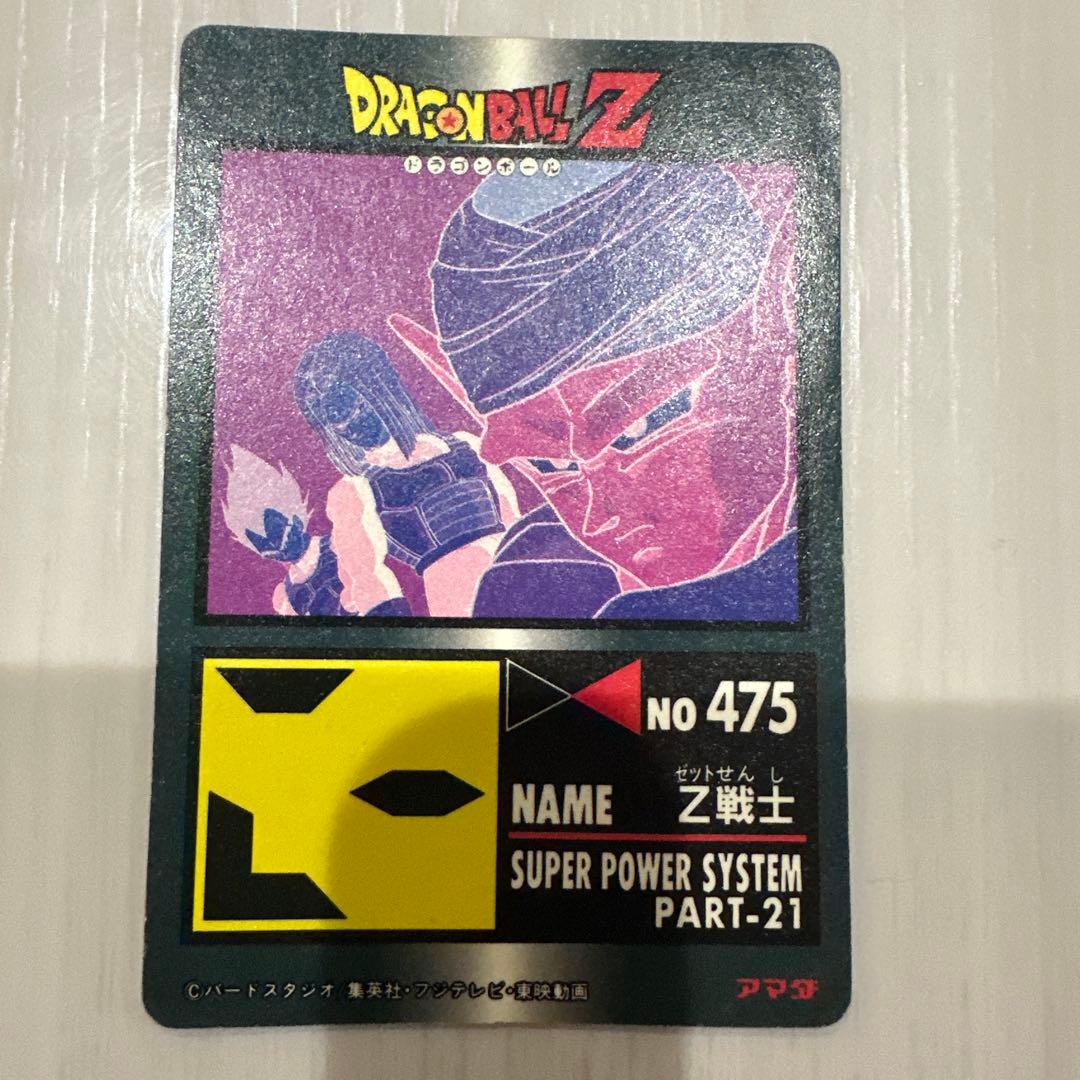 DRAGONBALL Z
ドラゴンボール
NO 475
ゼットせんし
NAME Z戦士
SUPER POWER SYSTEM
PART-21
©バードスタジオ/集英社・フジテレビ・東映動画
アマダ